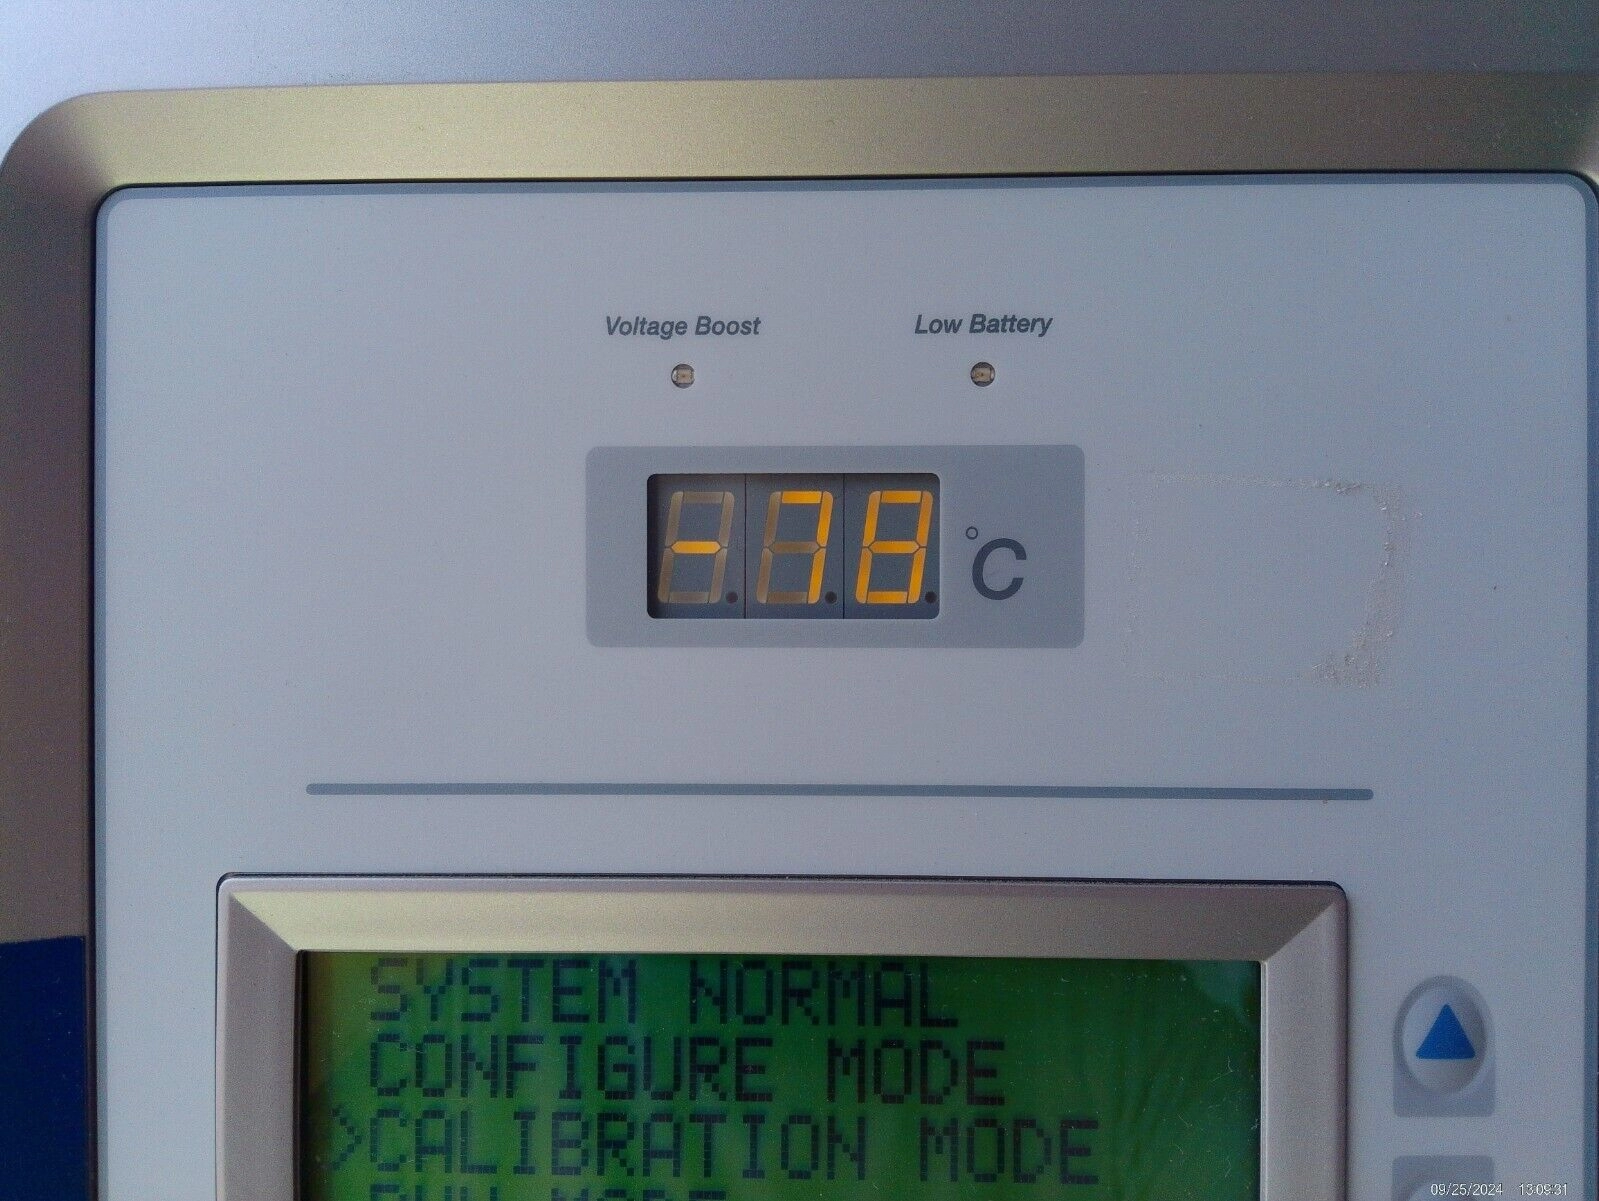 Voltage Boost
Low Battery
-78 °C
SYSTEM NORMAL
CONFIGURE MODE
>CALIBRATION MODE
09/25/2024 13:09:31